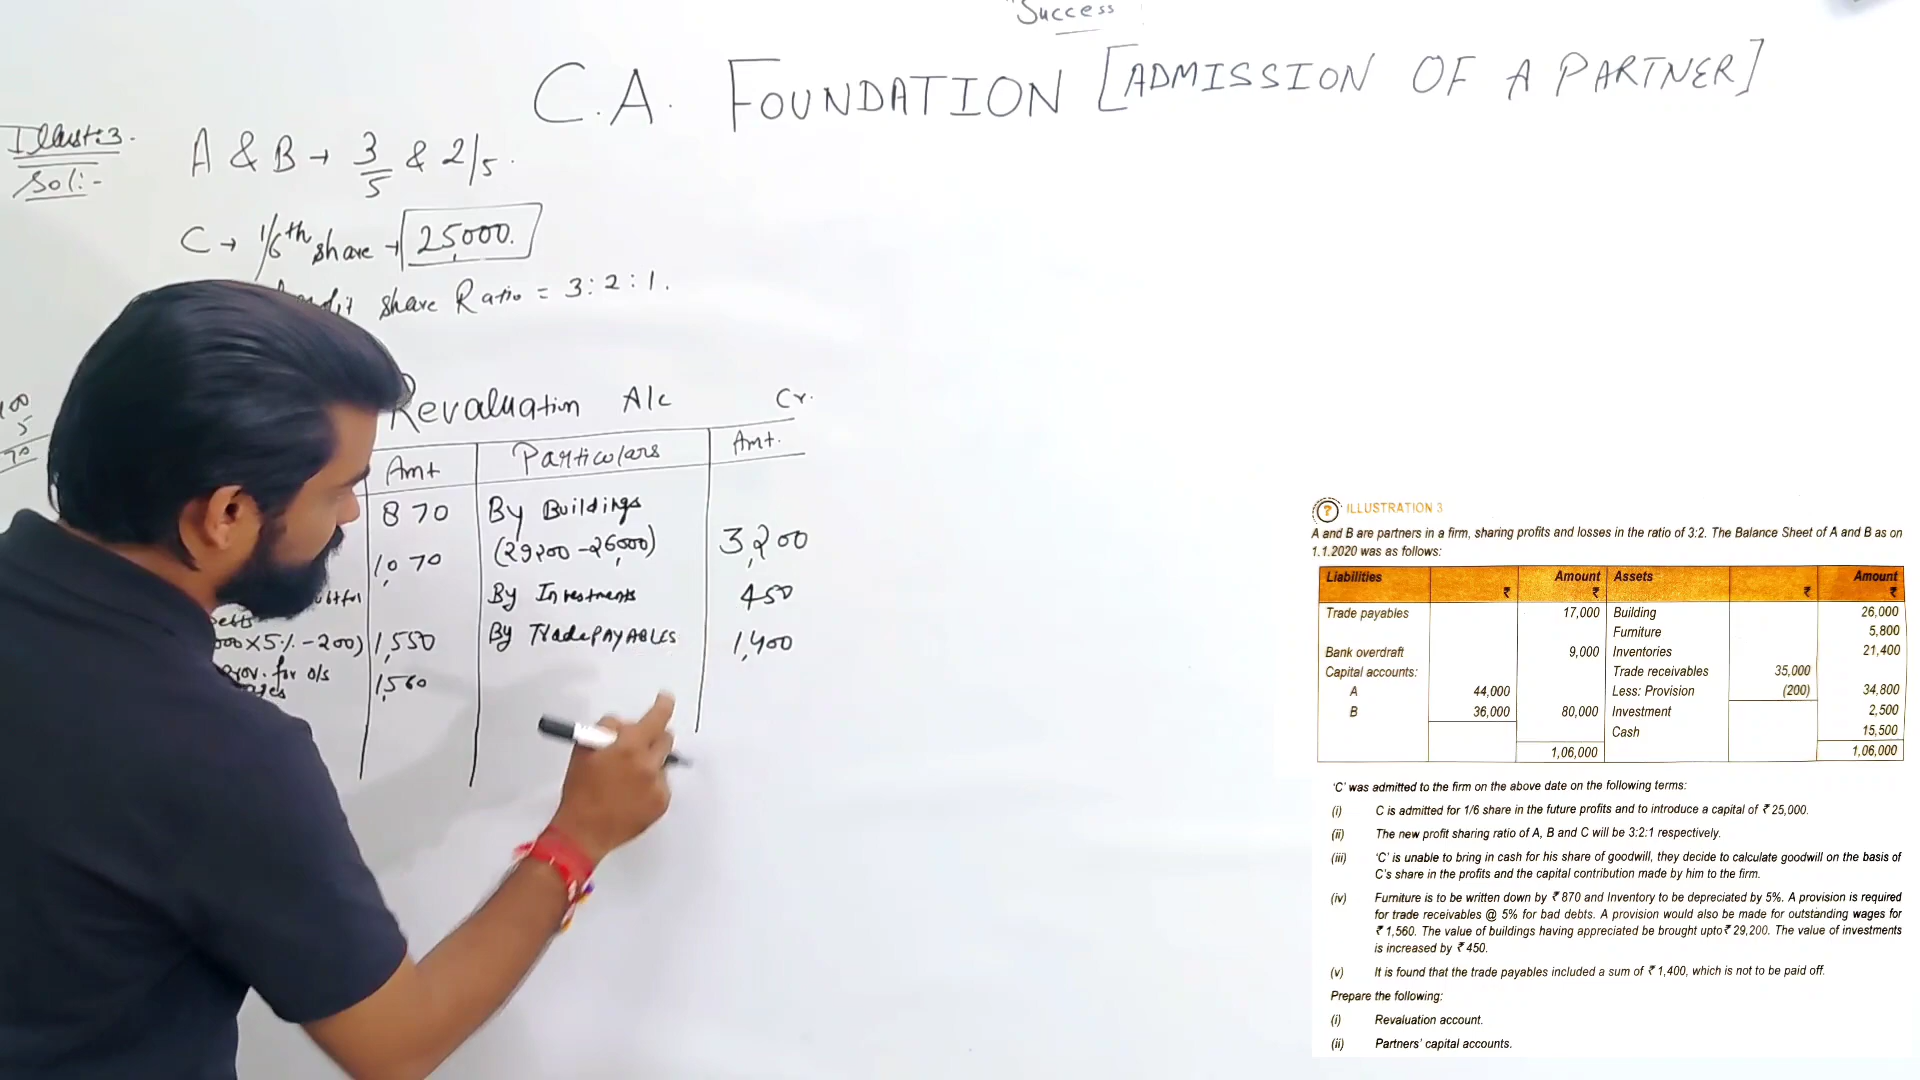 "Success
C.A. FOUNDATION [ADMISSION OF A PARTNER]
Illust:3.
Sol:-
A & B → 3/5 & 2/5.
C → 1/6th share → 25,000.
share Ratio = 3:2:1.
Revaluation A/c Cr.
Amt Particulars Amt.
870 By Buildings
(29200-26,000) 3,200
1,070
By Investments 450
By Trade PAYABLES 1,400
X5%-200) 1,550
prov. for o/s
1,560
ILLUSTRATION 3
A and B are partners in a firm, sharing profits and losses in the ratio of 3:2. The Balance Sheet of A and B as on
1.1.2020 was as follows:
Liabilities ₹ Amount ₹ Assets ₹ Amount ₹
Trade payables 17,000 Building 26,000
Furniture 5,800
Bank overdraft 9,000 Inventories 21,400
Capital accounts: Trade receivables 35,000
A 44,000 Less: Provision (200) 34,800
B 36,000 80,000 Investment 2,500
Cash 15,500
1,06,000 1,06,000
'C' was admitted to the firm on the above date on the following terms:
(i) C is admitted for 1/6 share in the future profits and to introduce a capital of ₹ 25,000.
(ii) The new profit sharing ratio of A, B and C will be 3:2:1 respectively.
(iii) 'C' is unable to bring in cash for his share of goodwill, they decide to calculate goodwill on the basis of
C's share in the profits and the capital contribution made by him to the firm.
(iv) Furniture is to be written down by ₹ 870 and Inventory to be depreciated by 5%. A provision is required
for trade receivables @ 5% for bad debts. A provision would also be made for outstanding wages for
₹ 1,560. The value of buildings having appreciated be brought upto ₹ 29,200. The value of investments
is increased by ₹ 450.
(v) It is found that the trade payables included a sum of ₹ 1,400, which is not to be paid off.
Prepare the following:
(i) Revaluation account.
(ii) Partners' capital accounts.